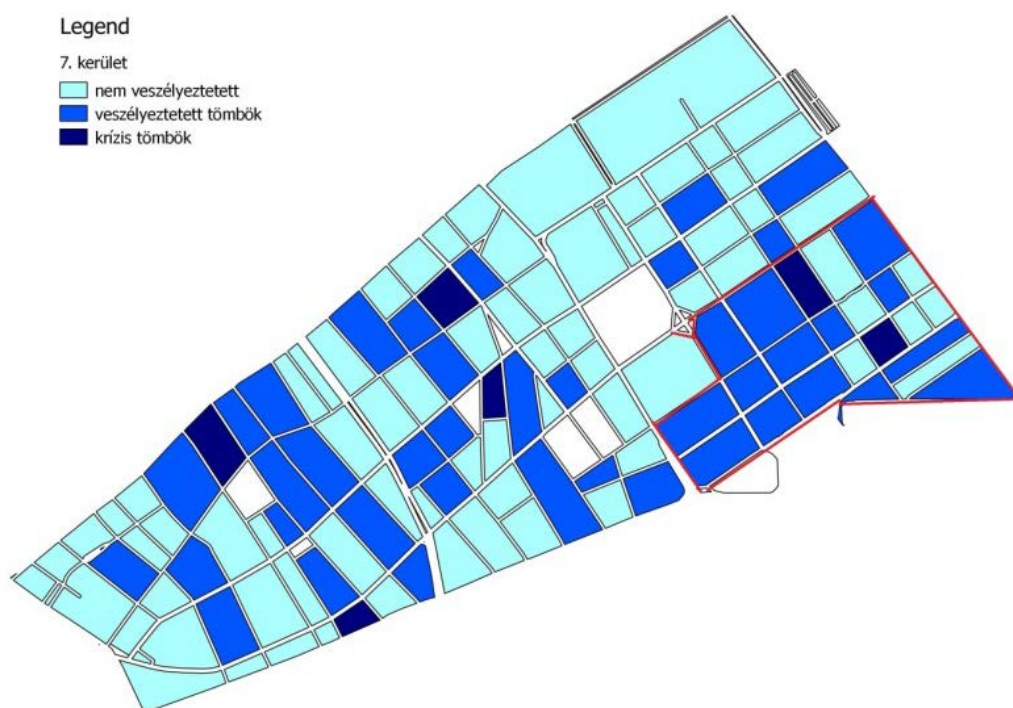 Legend
7. kerület
nem veszélyeztetett
veszélyeztetett tömbök
krízis tömbök